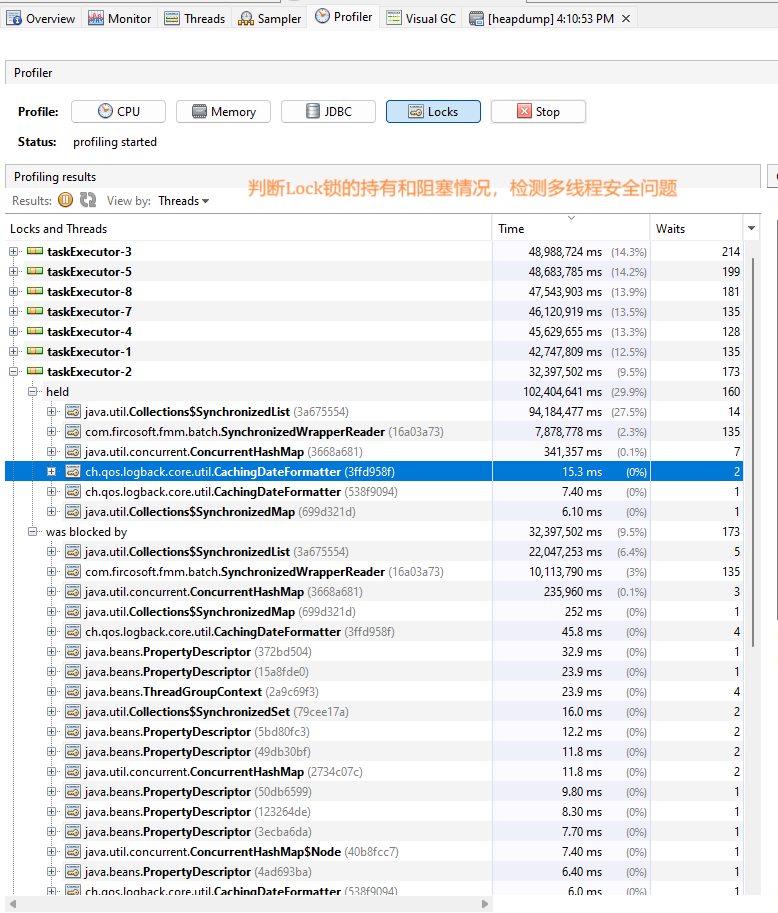 Overview Monitor Threads Sampler Profiler Visual GC [heapdump] 4:10:53 PM
Profiler
Profile: CPU Memory JDBC Locks Stop
Status: profiling started
Profiling results
判断Lock锁的持有和阻塞情况，检测多线程安全问题
Results: View by: Threads
Locks and Threads Time Waits
taskExecutor-3 48,988,724 ms (14.3%) 214
taskExecutor-5 48,683,785 ms (14.2%) 199
taskExecutor-8 47,543,903 ms (13.9%) 181
taskExecutor-7 46,120,919 ms (13.5%) 135
taskExecutor-4 45,629,655 ms (13.3%) 128
taskExecutor-1 42,747,809 ms (12.5%) 135
taskExecutor-2 32,397,502 ms (9.5%) 173
held 102,404,641 ms (29.9%) 160
java.util.Collections$SynchronizedList (3a675554) 94,184,477 ms (27.5%) 14
com.fircosoft.fmm.batch.SynchronizedWrapperReader (16a03a73) 7,878,778 ms (2.3%) 135
java.util.concurrent.ConcurrentHashMap (3668a681) 341,357 ms (0.1%) 7
ch.qos.logback.core.util.CachingDateFormatter (3ffd958f) 15.3 ms (0%) 2
ch.qos.logback.core.util.CachingDateFormatter (538f9094) 7.40 ms (0%) 1
java.util.Collections$SynchronizedMap (699d321d) 6.10 ms (0%) 1
was blocked by 32,397,502 ms (9.5%) 173
java.util.Collections$SynchronizedList (3a675554) 22,047,253 ms (6.4%) 5
com.fircosoft.fmm.batch.SynchronizedWrapperReader (16a03a73) 10,113,790 ms (3%) 135
java.util.concurrent.ConcurrentHashMap (3668a681) 235,960 ms (0.1%) 3
java.util.Collections$SynchronizedMap (699d321d) 252 ms (0%) 1
ch.qos.logback.core.util.CachingDateFormatter (3ffd958f) 45.8 ms (0%) 4
java.beans.PropertyDescriptor (372bd504) 32.9 ms (0%) 1
java.beans.PropertyDescriptor (15a8fde0) 23.9 ms (0%) 1
java.beans.ThreadGroupContext (2a9c69f3) 23.9 ms (0%) 4
java.util.Collections$SynchronizedSet (79cee17a) 16.0 ms (0%) 2
java.beans.PropertyDescriptor (5bd80fc3) 12.2 ms (0%) 2
java.beans.PropertyDescriptor (49db30bf) 11.8 ms (0%) 2
java.util.concurrent.ConcurrentHashMap (2734c07c) 11.8 ms (0%) 2
java.beans.PropertyDescriptor (50db6599) 9.80 ms (0%) 1
java.beans.PropertyDescriptor (123264de) 8.30 ms (0%) 1
java.beans.PropertyDescriptor (3ecba6da) 7.70 ms (0%) 1
java.util.concurrent.ConcurrentHashMap$Node (40b8fcc7) 7.40 ms (0%) 1
java.beans.PropertyDescriptor (4ad693ba) 6.40 ms (0%) 1
ch.qos.logback.core.util.CachingDateFormatter (538f9094) 6.0 ms (0%) 1